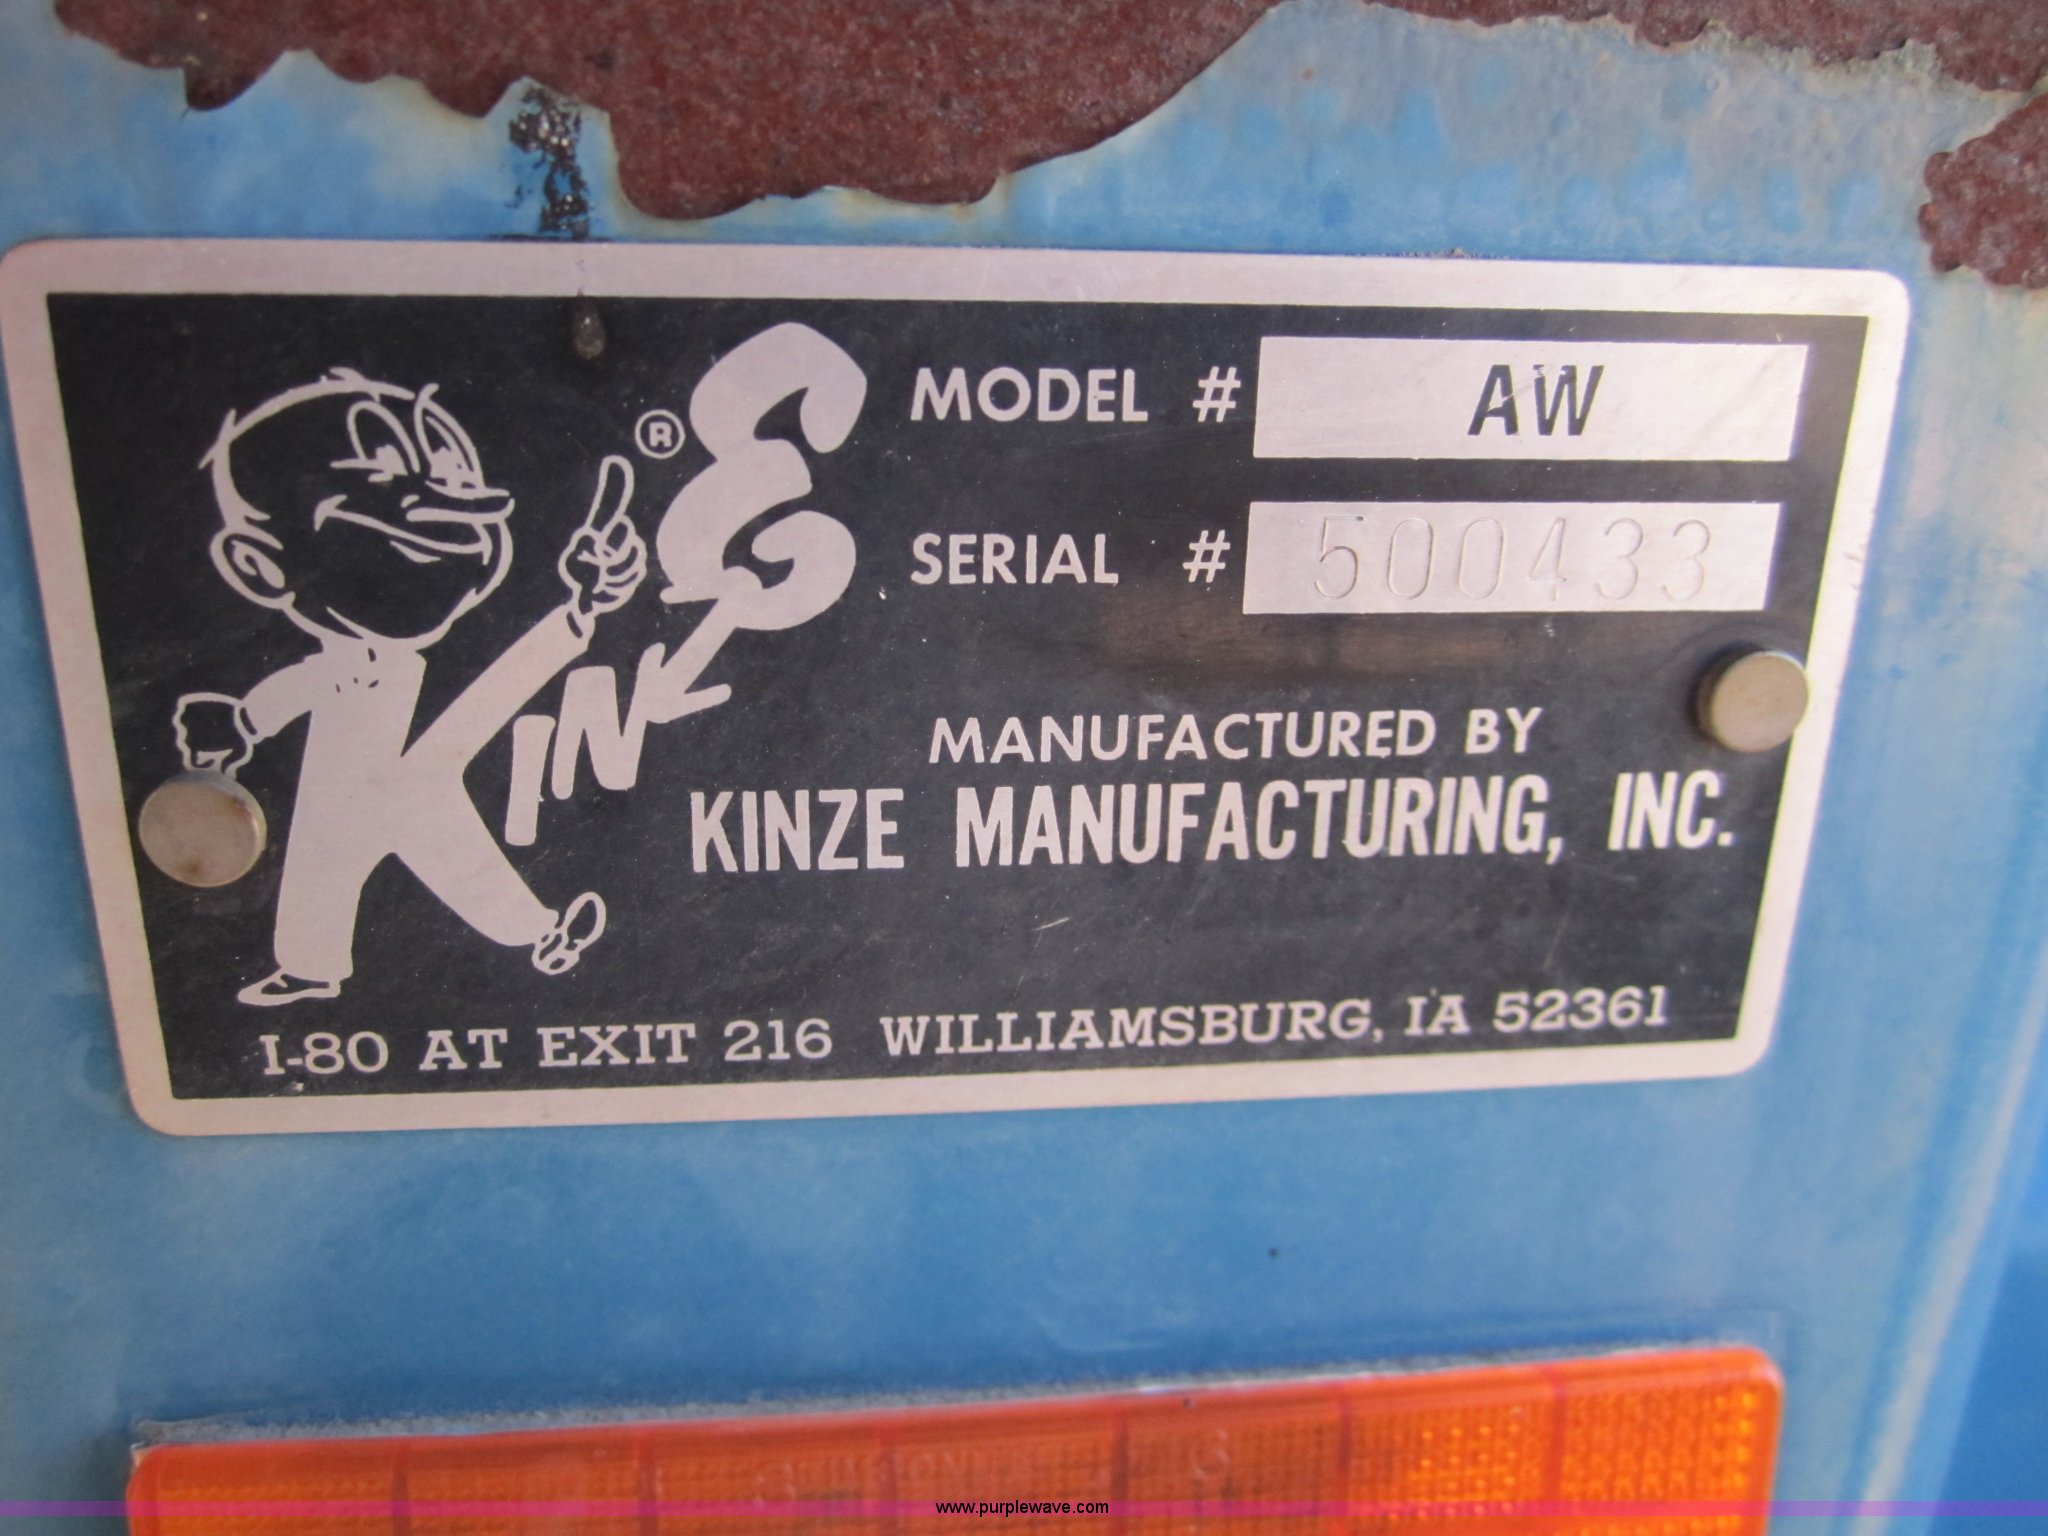 KINZE ®
MODEL # AW
SERIAL # 500433
MANUFACTURED BY
KINZE MANUFACTURING, INC.
I-80 AT EXIT 216 WILLIAMSBURG, IA 52361
www.purplewave.com